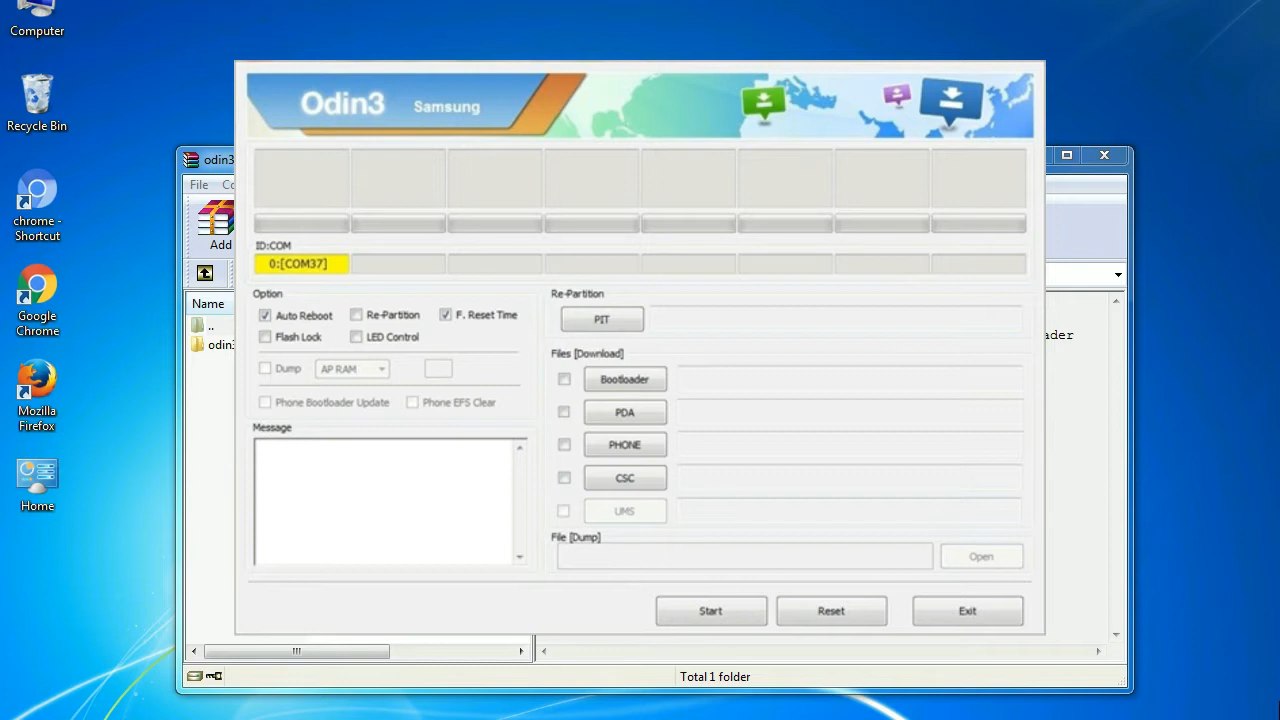 Computer
Recycle Bin
chrome -
Shortcut
Google
Chrome
Mozilla
Firefox
Home
odin3
File
Add
Name
..
odin3
Total 1 folder
Odin3 Samsung
ID:COM
0:[COM37]
Option
Auto Reboot Re-Partition F. Reset Time
Flash Lock LED Control
Dump AP RAM
Phone Bootloader Update Phone EFS Clear
Message
Re-Partition
PIT
Files [Download]
Bootloader
PDA
PHONE
CSC
UMS
File [Dump]
Open
Start Reset Exit